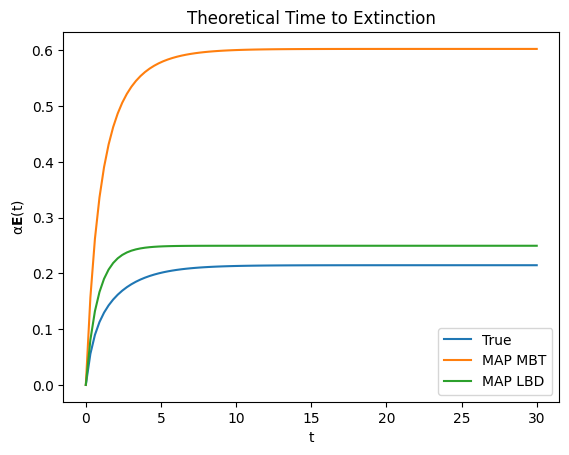 Theoretical Time to Extinction
α𝐄(t)
0.6
0.5
0.4
0.3
0.2
0.1
0.0
0 5 10 15 20 25 30
t
True
MAP MBT
MAP LBD